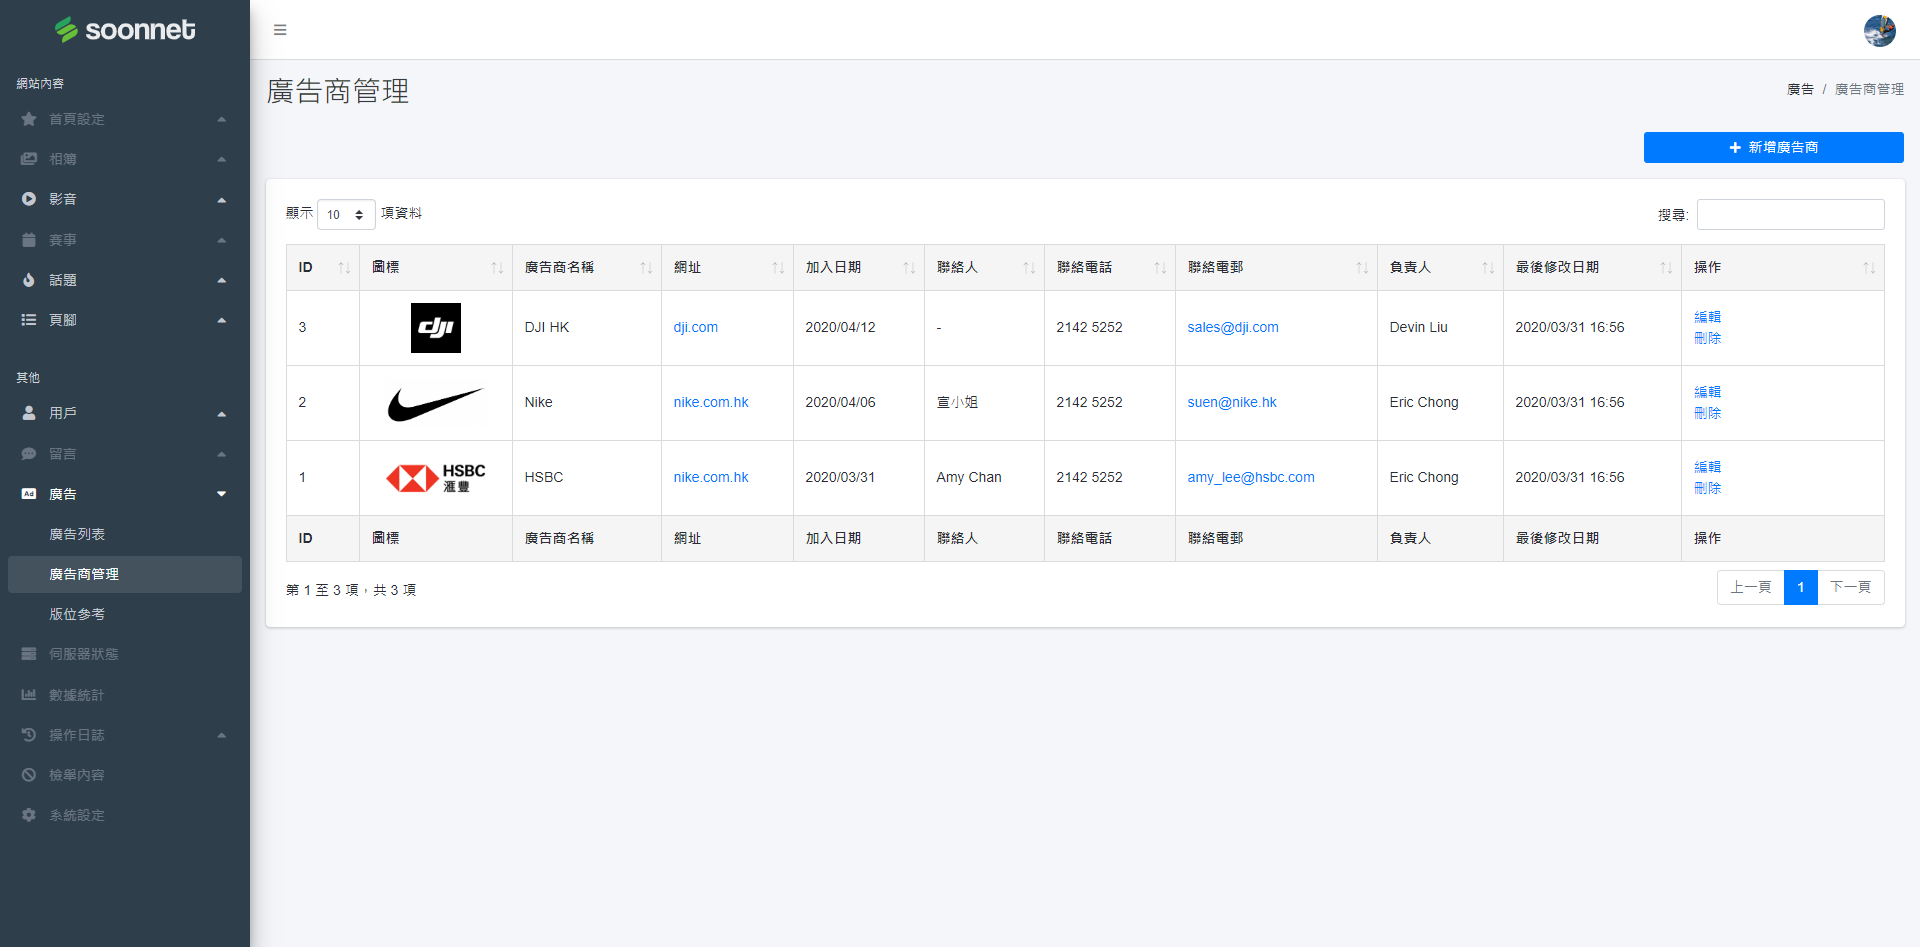 soonnet
網站內容
首頁設定
相簿
影音
賽事
話題
頁腳
其他
用戶
留言
Ad 廣告
廣告列表
廣告商管理
版位參考
伺服器狀態
數據統計
操作日誌
檢舉內容
系統設定
廣告商管理
廣告 / 廣告商管理
新增廣告商
顯示 10 項資料
搜尋:
ID 圖標 廣告商名稱 網址 加入日期 聯絡人 聯絡電話 聯絡電郵 負責人 最後修改日期 操作
3 dji DJI HK dji.com 2020/04/12 - 2142 5252 sales@dji.com Devin Liu 2020/03/31 16:56 編輯
刪除
2 Nike nike.com.hk 2020/04/06 宣小姐 2142 5252 suen@nike.hk Eric Chong 2020/03/31 16:56 編輯
刪除
1 HSBC 滙豐 HSBC nike.com.hk 2020/03/31 Amy Chan 2142 5252 amy_lee@hsbc.com Eric Chong 2020/03/31 16:56 編輯
刪除
ID 圖標 廣告商名稱 網址 加入日期 聯絡人 聯絡電話 聯絡電郵 負責人 最後修改日期 操作
第 1 至 3 項，共 3 項
上一頁 1 下一頁